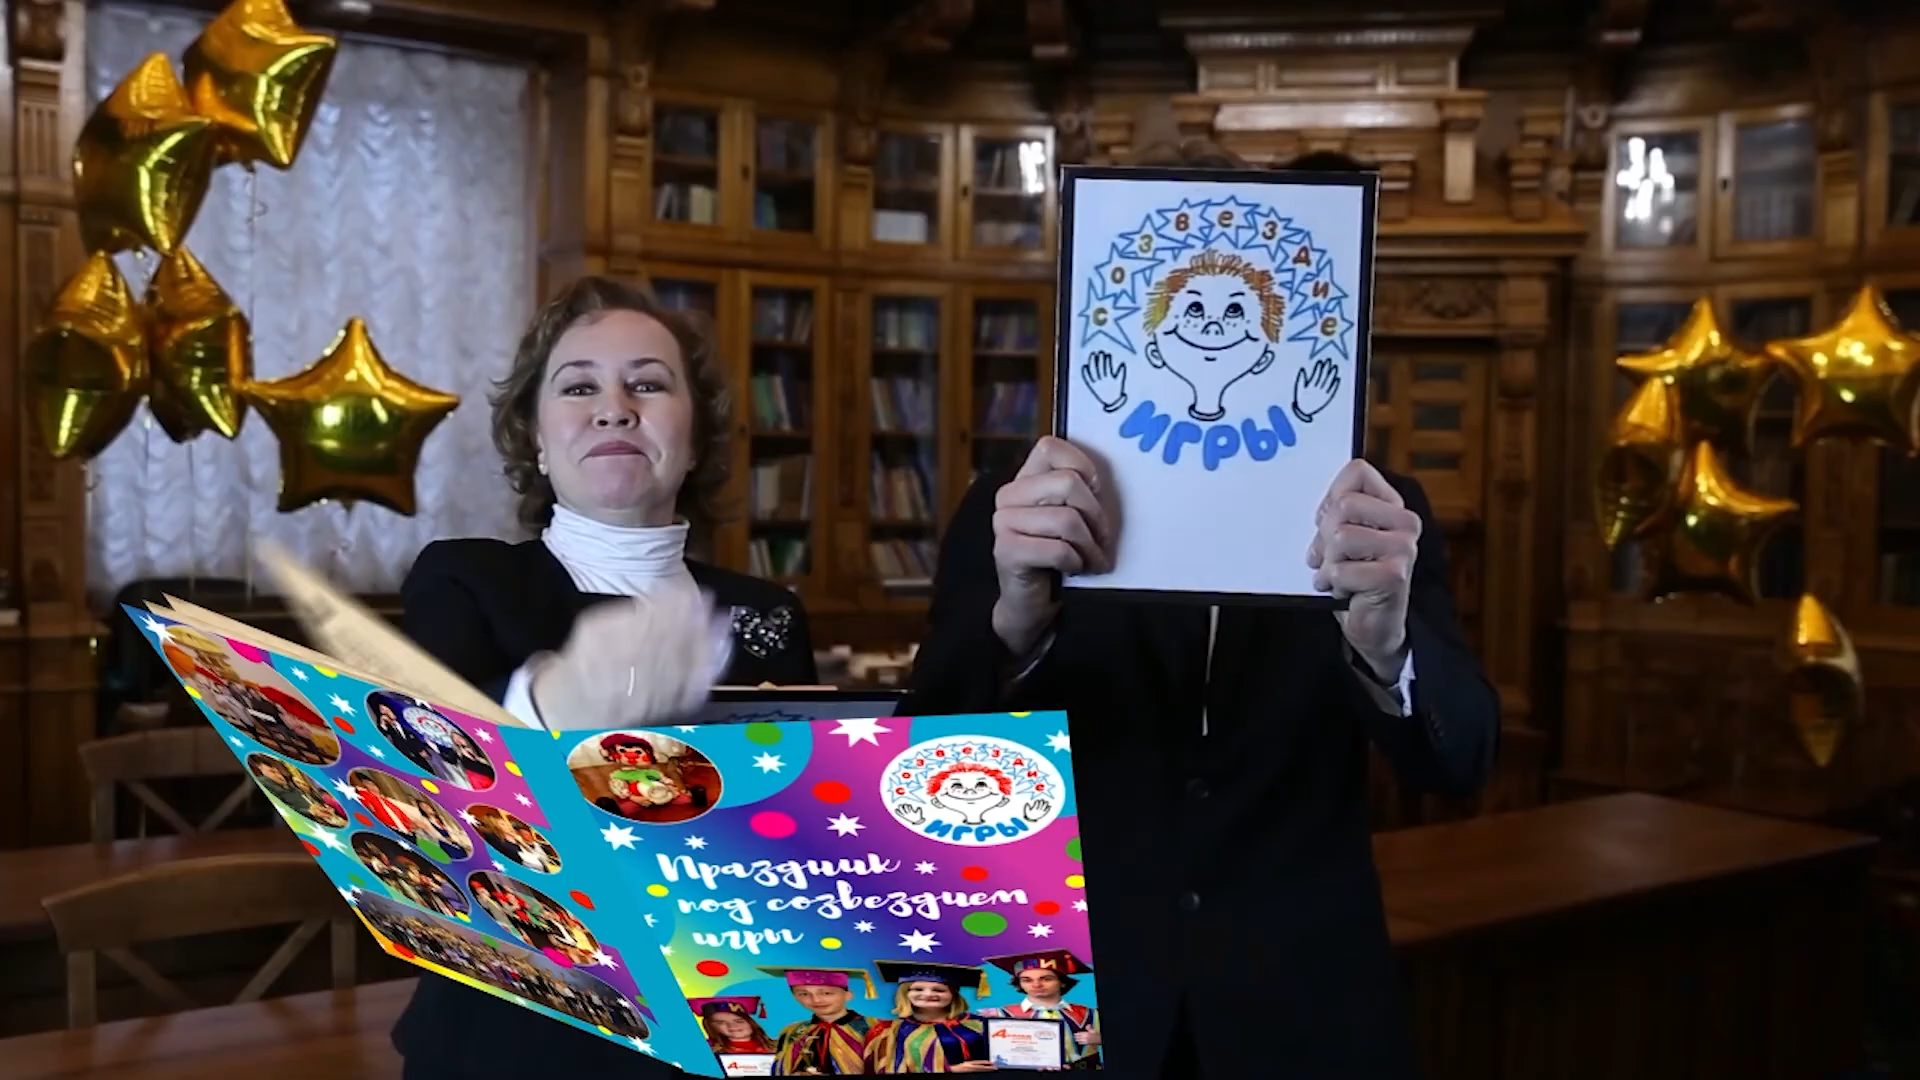 созвездие
игры
созвездие
игры
Праздник
под созвездием
игры